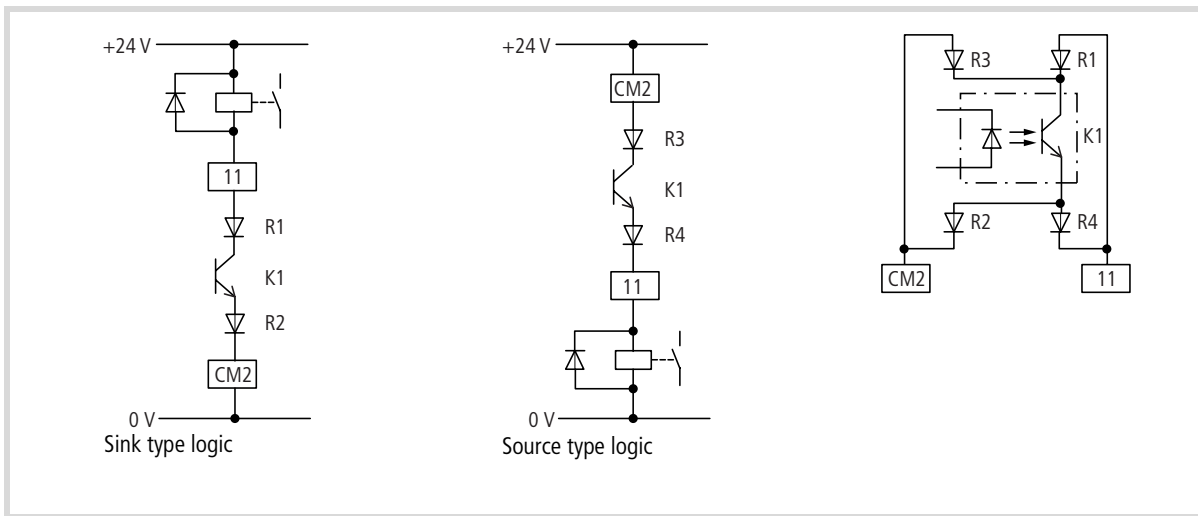 +24 V
11
R1
K1
R2
CM2
0 V
Sink type logic
+24 V
CM2
R3
K1
R4
11
0 V
Source type logic
R3
R1
K1
R2
R4
CM2
11